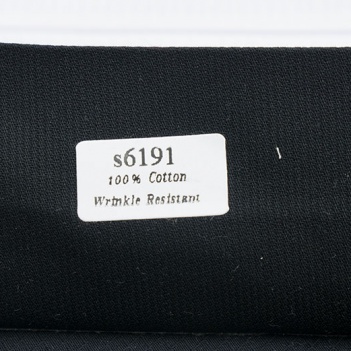 s6191
100% Cotton
Wrinkle Resistant